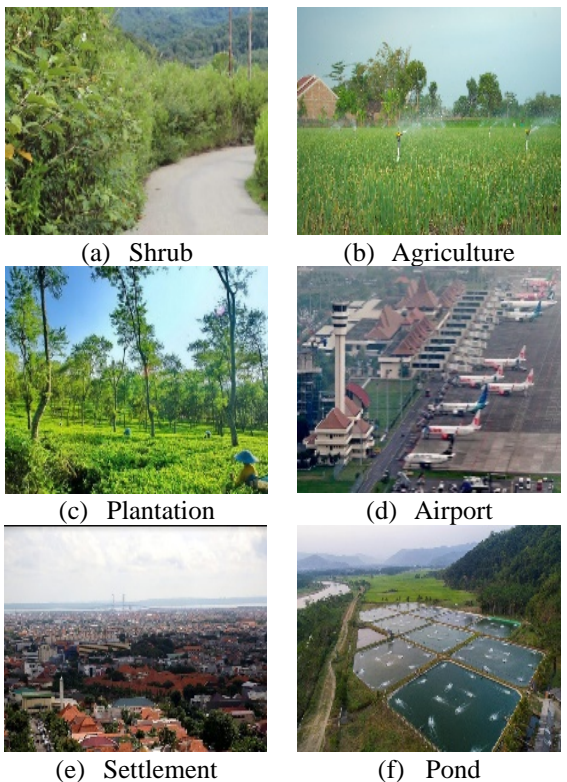 (a) Shrub
(b) Agriculture
(c) Plantation
(d) Airport
(e) Settlement
(f) Pond